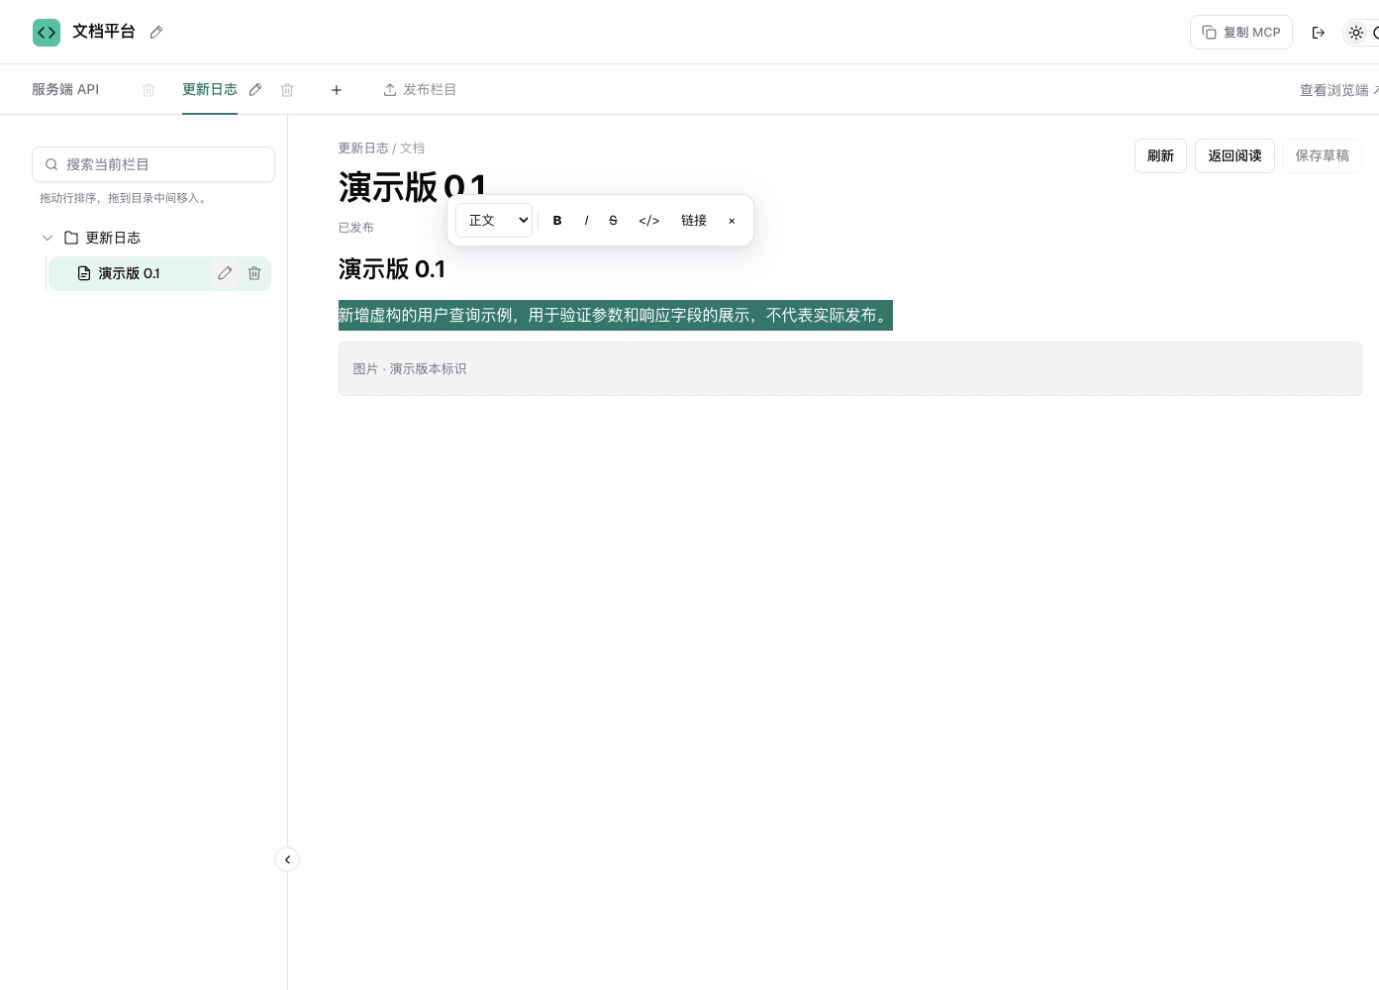 文档平台
复制 MCP
服务端 API
更新日志
+
发布栏目
查看浏览端
搜索当前栏目
拖动行排序，拖到目录中间移入。
更新日志
演示版 0.1
更新日志 / 文档
刷新
返回阅读
保存草稿
演示版 0.1
已发布
正文
B
I
S
</>
链接
×
演示版 0.1
新增虚构的用户查询示例，用于验证参数和响应字段的展示，不代表实际发布。
图片 · 演示版本标识